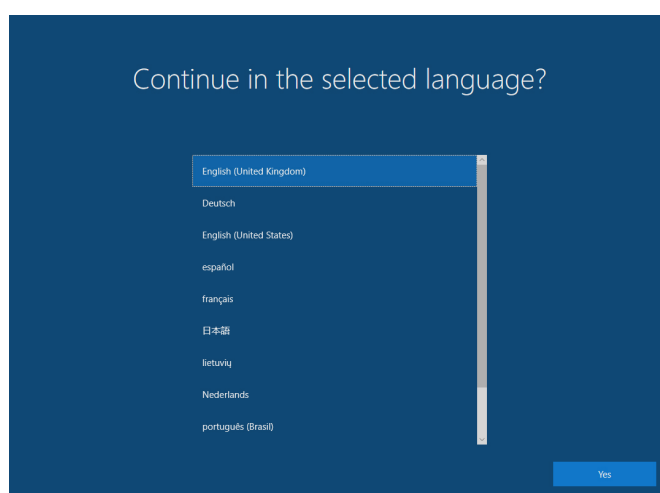 Continue in the selected language?
English (United Kingdom)
Deutsch
English (United States)
español
français
日本語
lietuvių
Nederlands
português (Brasil)
Yes